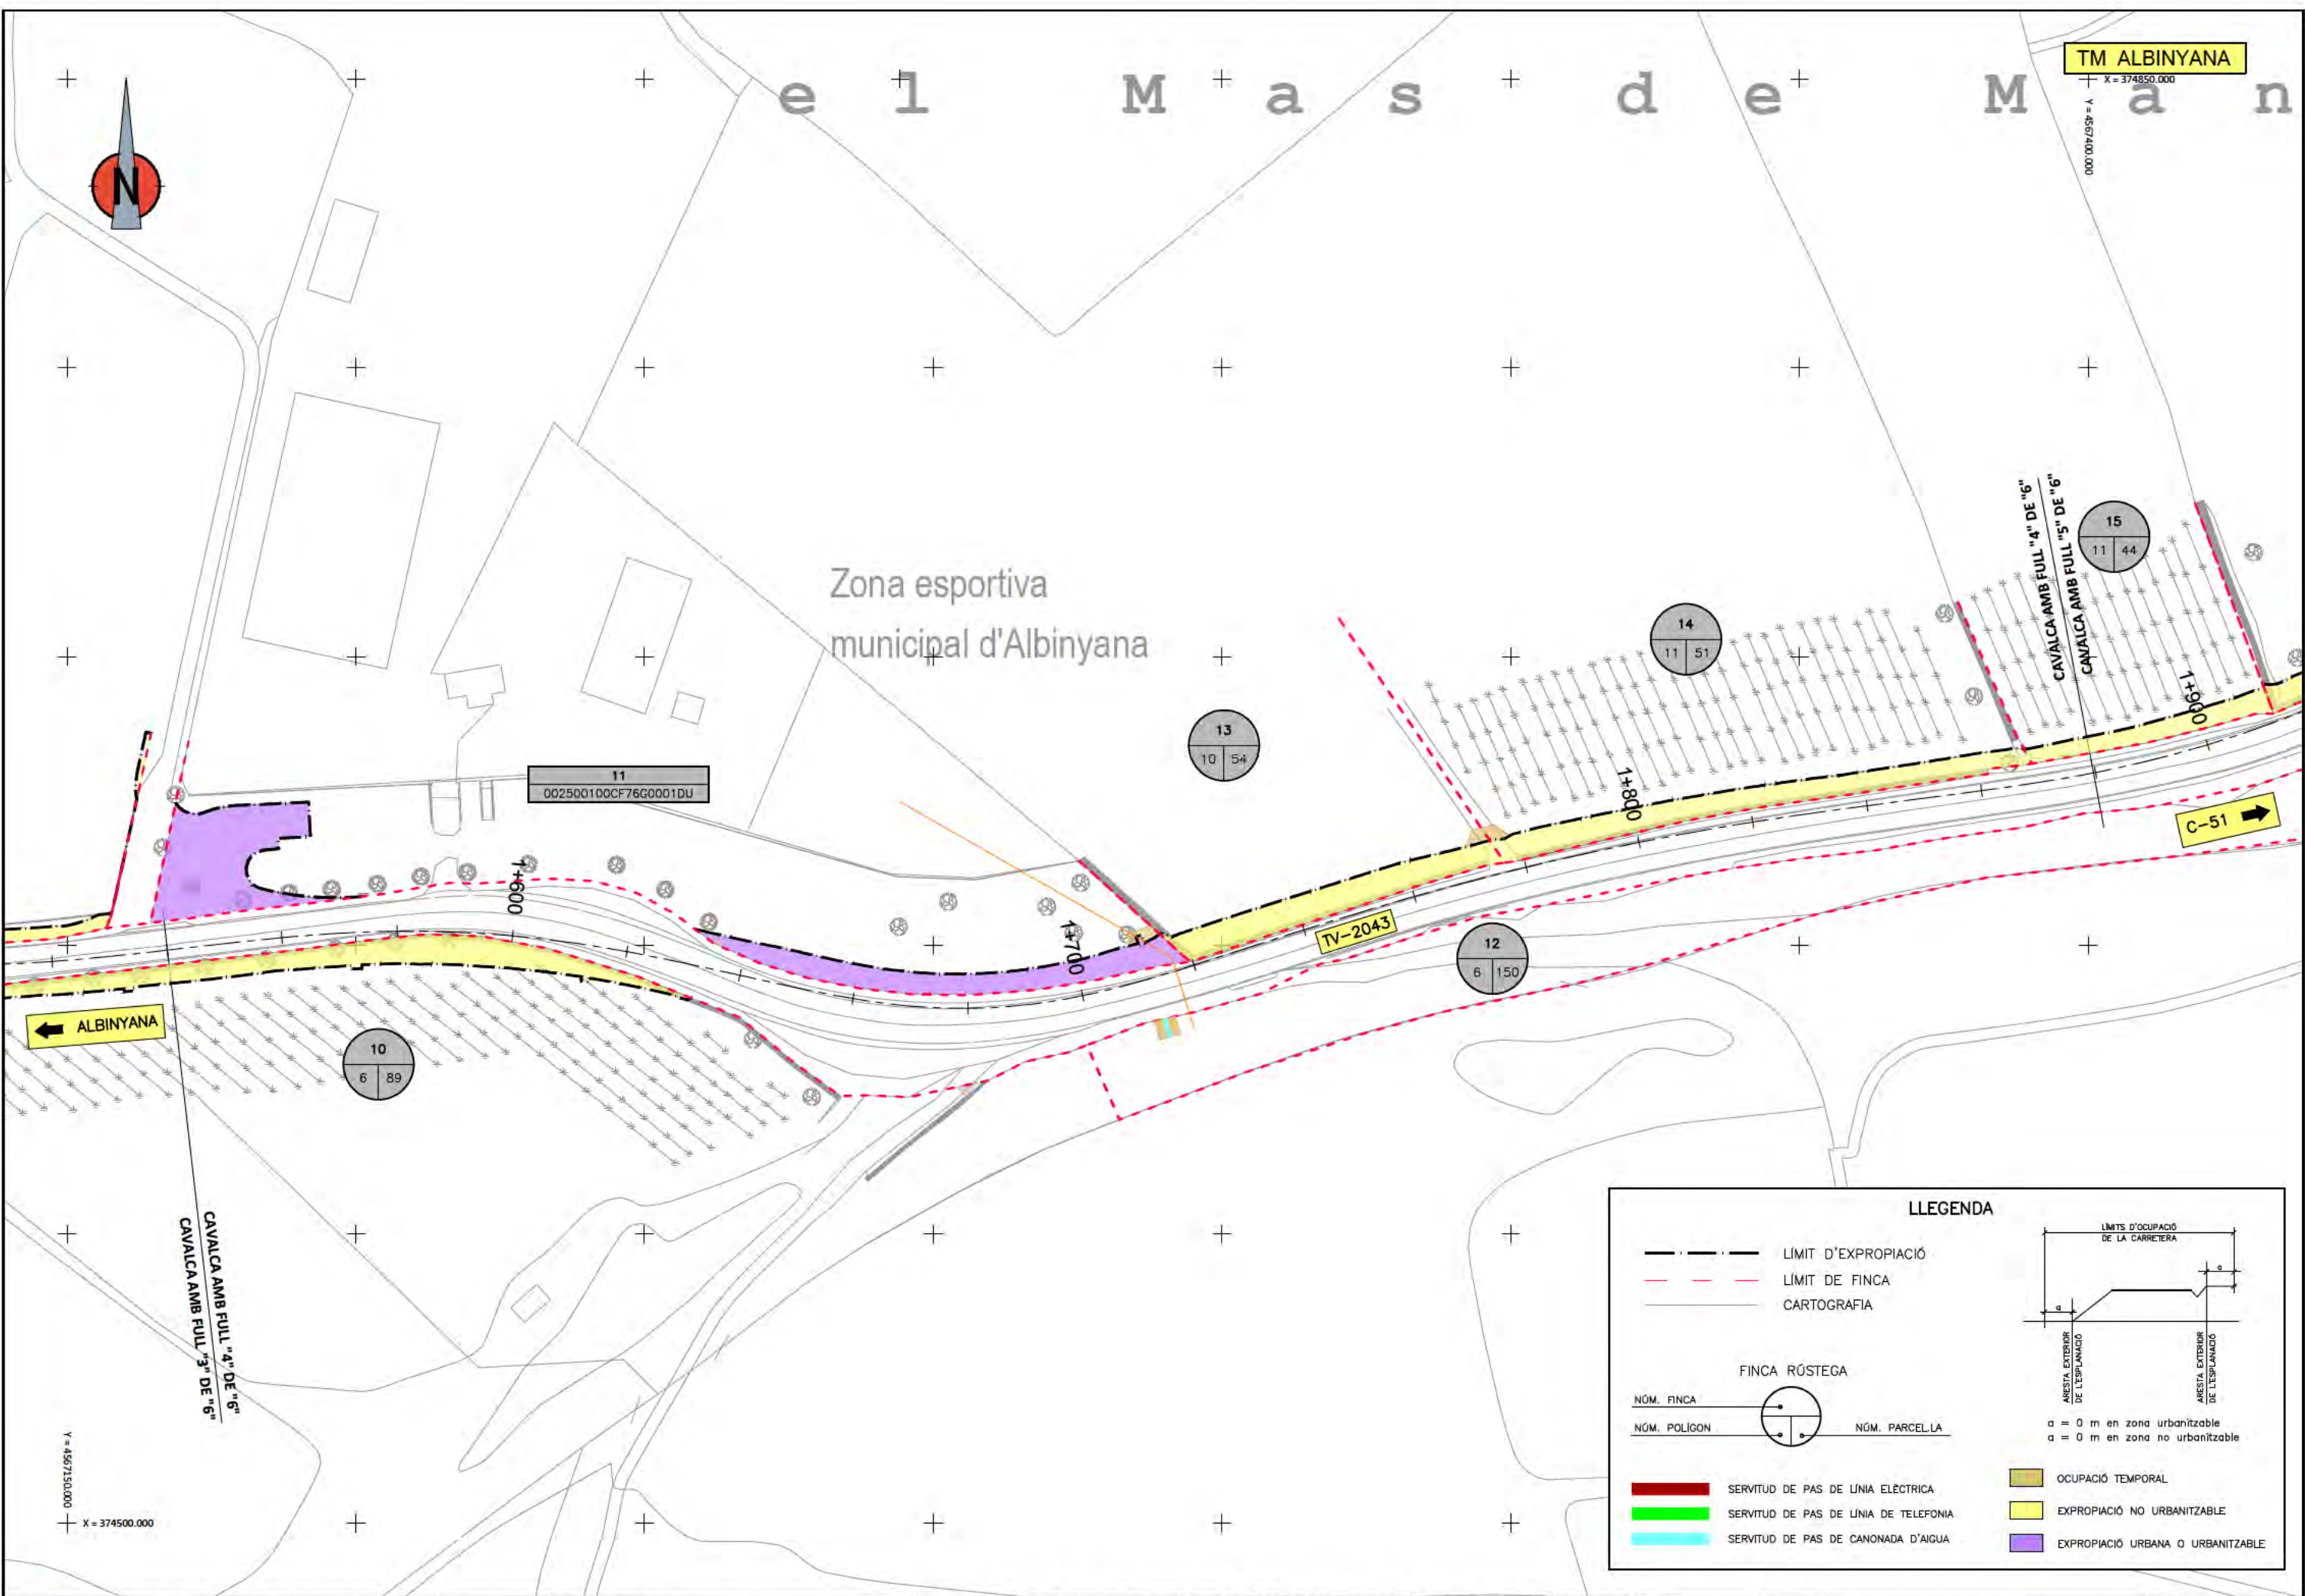 TM ALBINYANA
X = 374850.000
Y = 4567400.000
el Mas de Man
N
CAVALCA AMB FULL "4" DE "6"
CAVALCA AMB FULL "5" DE "6"
15
11 44
Zona esportiva
municipal d'Albinyana
14
11 51
13
10 54
1+900
11
002500100CF76G0001DU
1+800
C-51
1+600
1+700
TV-2043
12
6 150
ALBINYANA
10
6 89
CAVALCA AMB FULL "4" DE "6"
CAVALCA AMB FULL "3" DE "6"
Y = 4567150.000
X = 374500.000
LLEGENDA
LÍMIT D'EXPROPIACIÓ
LÍMIT DE FINCA
CARTOGRAFIA
LÍMITS D'OCUPACIÓ
DE LA CARRETERA
a
a
ARESTA EXTERIOR
DE L'ESPLANACIÓ
ARESTA EXTERIOR
DE L'ESPLANACIÓ
a = 0 m en zona urbanitzable
a = 0 m en zona no urbanitzable
FINCA RÚSTEGA
NÚM. FINCA
NÚM. POLÍGON
NÚM. PARCEL.LA
SERVITUD DE PAS DE LÍNIA ELÈCTRICA
SERVITUD DE PAS DE LÍNIA DE TELEFONIA
SERVITUD DE PAS DE CANONADA D'AIGUA
OCUPACIÓ TEMPORAL
EXPROPIACIÓ NO URBANITZABLE
EXPROPIACIÓ URBANA O URBANITZABLE